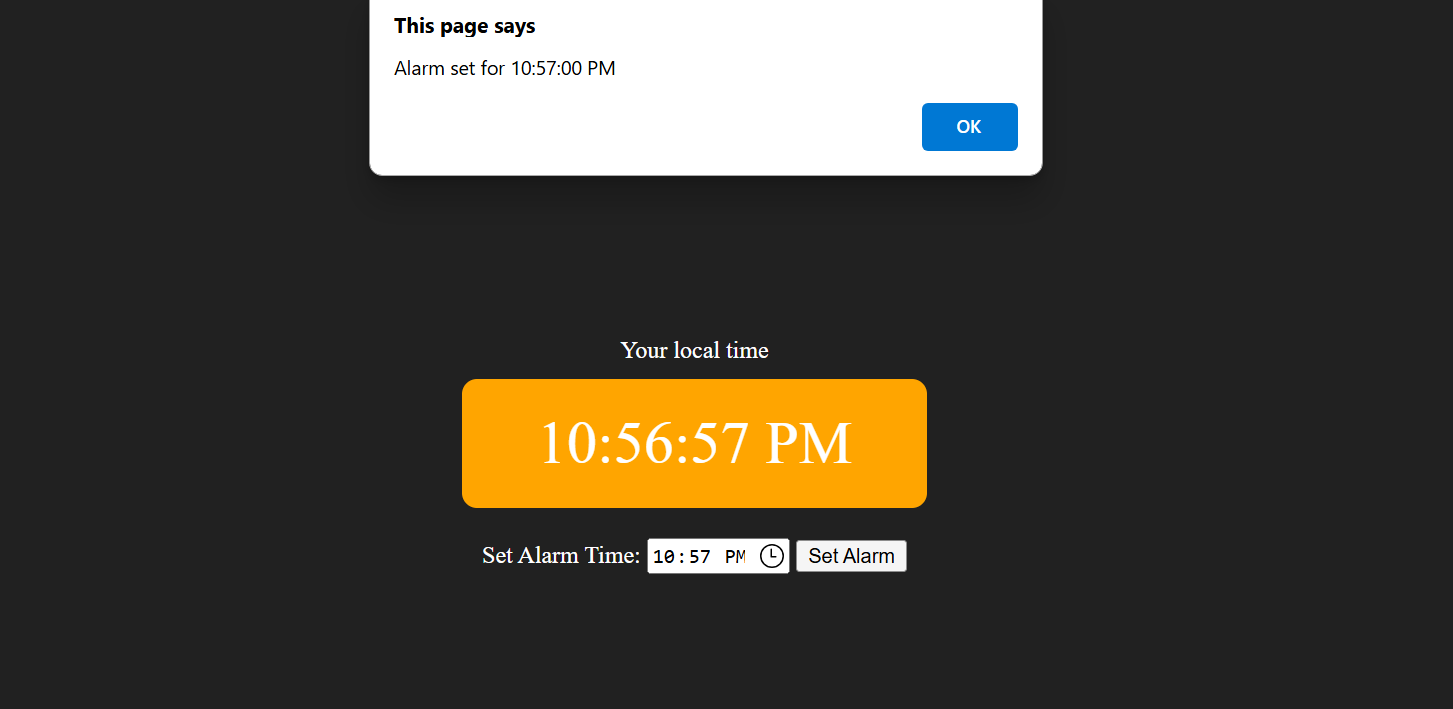 This page says
Alarm set for 10:57:00 PM
OK
Your local time
10:56:57 PM
Set Alarm Time: 10:57 PM Set Alarm